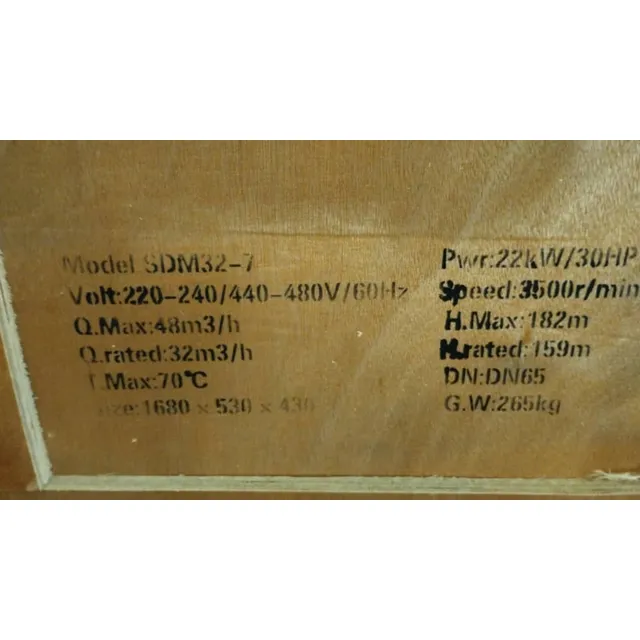 Model SDM32-7
Volt:220-240/440-480V/60Hz
Q.Max:48m3/h
Q.rated:32m3/h
T.Max:70℃
Size:1680 × 530 × 430
Pwr:22kW/30HP
Speed:3500r/min
H.Max:182m
H.rated:159m
DN:DN65
G.W:265kg